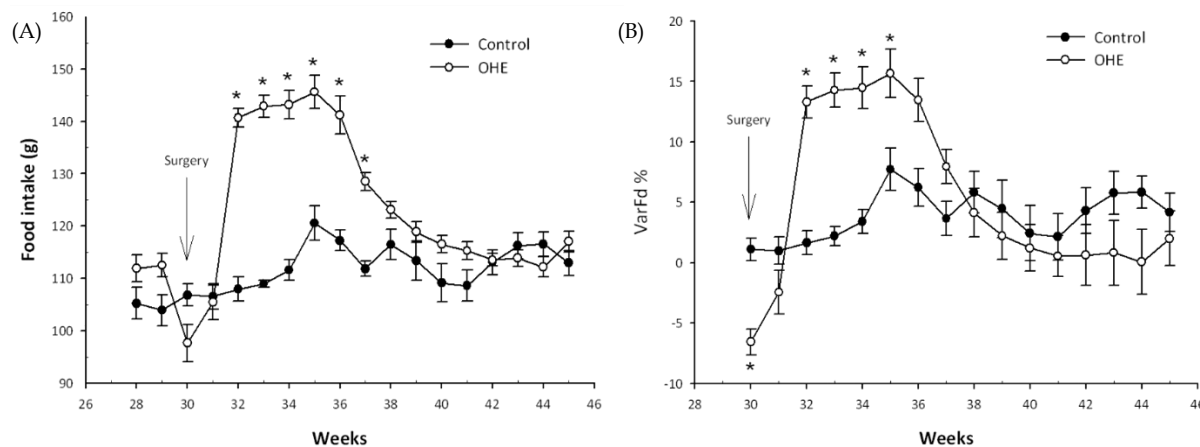 (A)
Food intake (g)
160
150
140
130
120
110
100
90
Control
OHE
Surgery
* * * * * *
26 28 30 32 34 36 38 40 42 44 46
Weeks
(B)
VarFd %
20
15
10
5
0
-5
-10
Control
OHE
Surgery
* * * *
*
26 28 30 32 34 36 38 40 42 44 46
Weeks